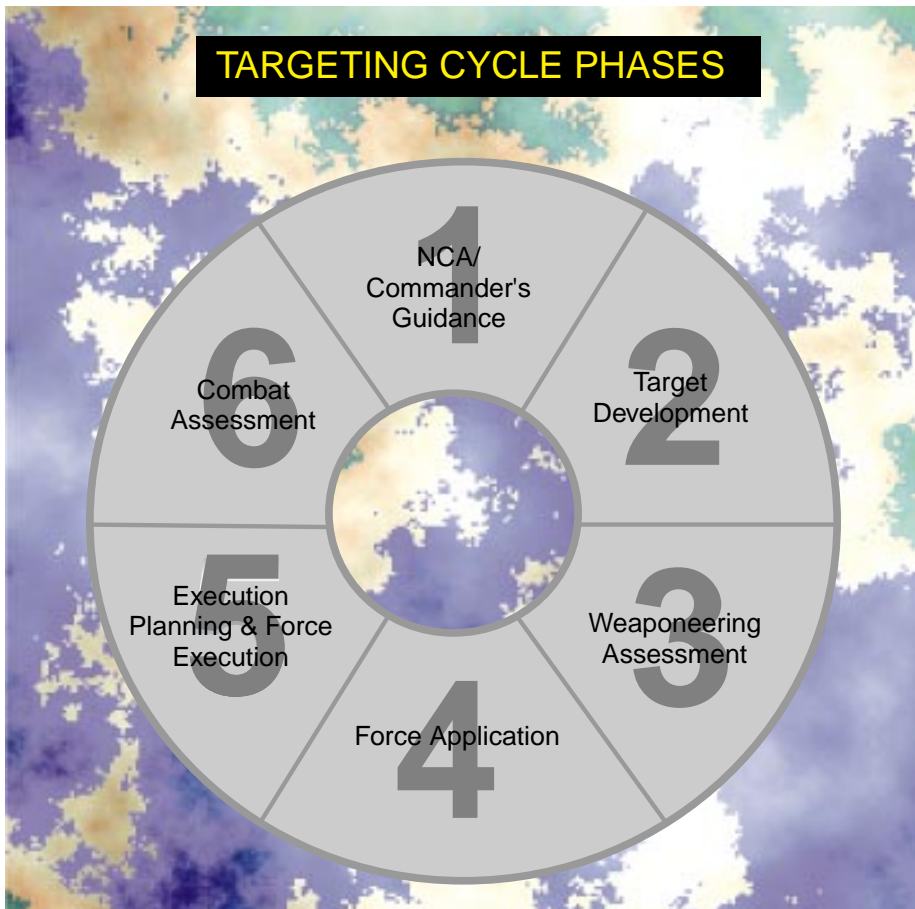 TARGETING CYCLE PHASES
1
NCA/
Commander's
Guidance
2
Target
Development
3
Weaponeering
Assessment
4
Force Application
5
Execution
Planning & Force
Execution
6
Combat
Assessment